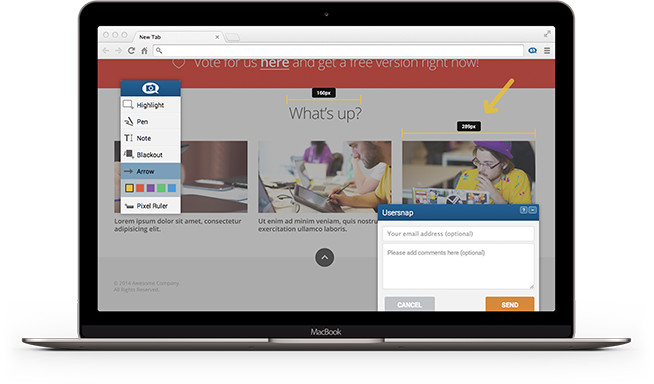 New Tab
Vote for us here and get a free version right now!
160px
What's up?
289px
Highlight
Pen
Note
Blackout
Arrow
Pixel Ruler
Lorem ipsum dolor sit amet, consectetur
adipisicing elit.
Ut enim ad minim veniam, quis nostrud
exercitation ullamco laboris.
Usersnap
Your email address (optional)
Please add comments here (optional)
CANCEL
SEND
© 2014 Awesome Company.
All Rights Reserved.
MacBook